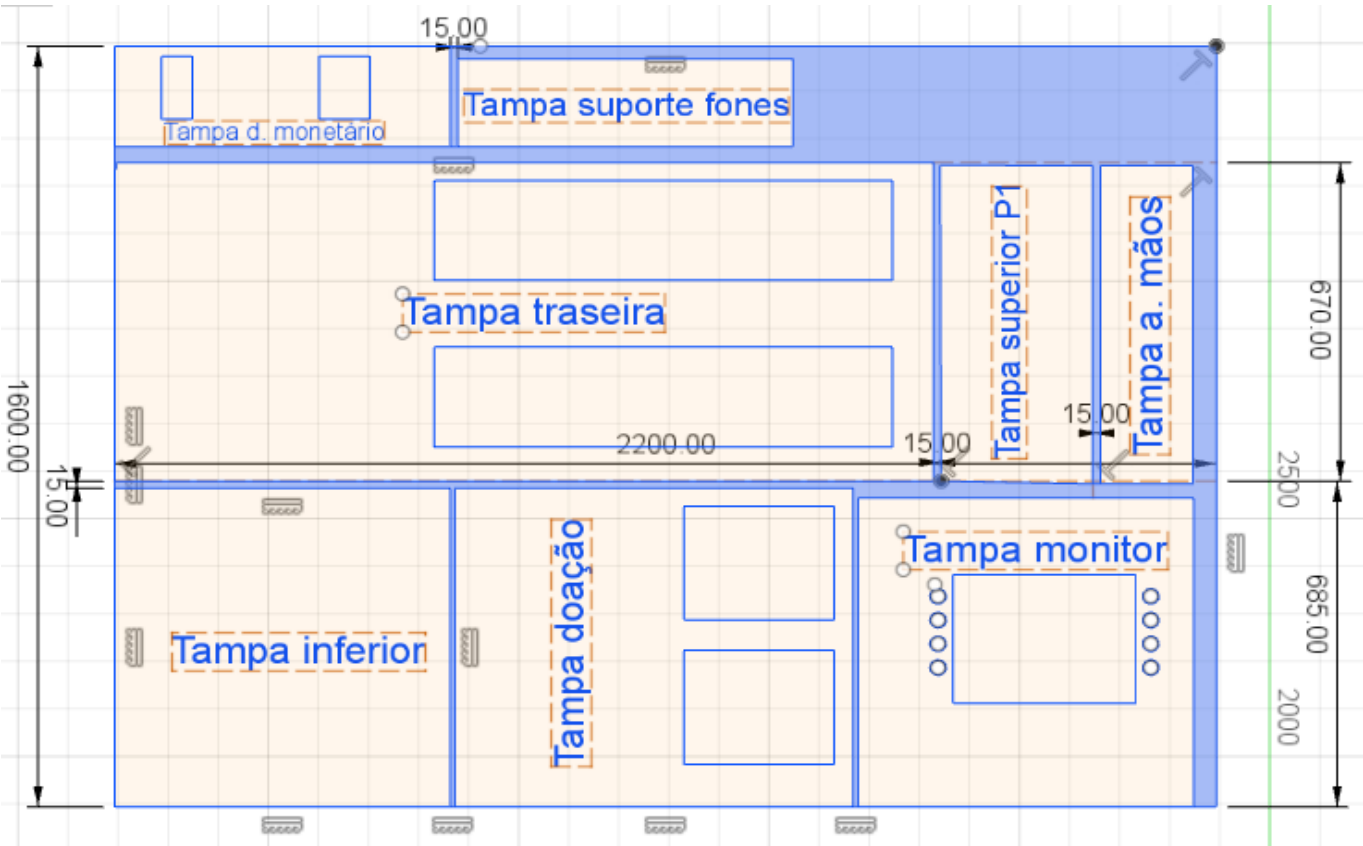 15.00
Tampa suporte fones
Tampa d. monetário
Tampa superior P1
Tampa a. mãos
670.00
Tampa traseira
1600.00
15.00
2200.00
15.00
15.00
2500
Tampa monitor
Tampa doação
685.00
Tampa inferior
2000